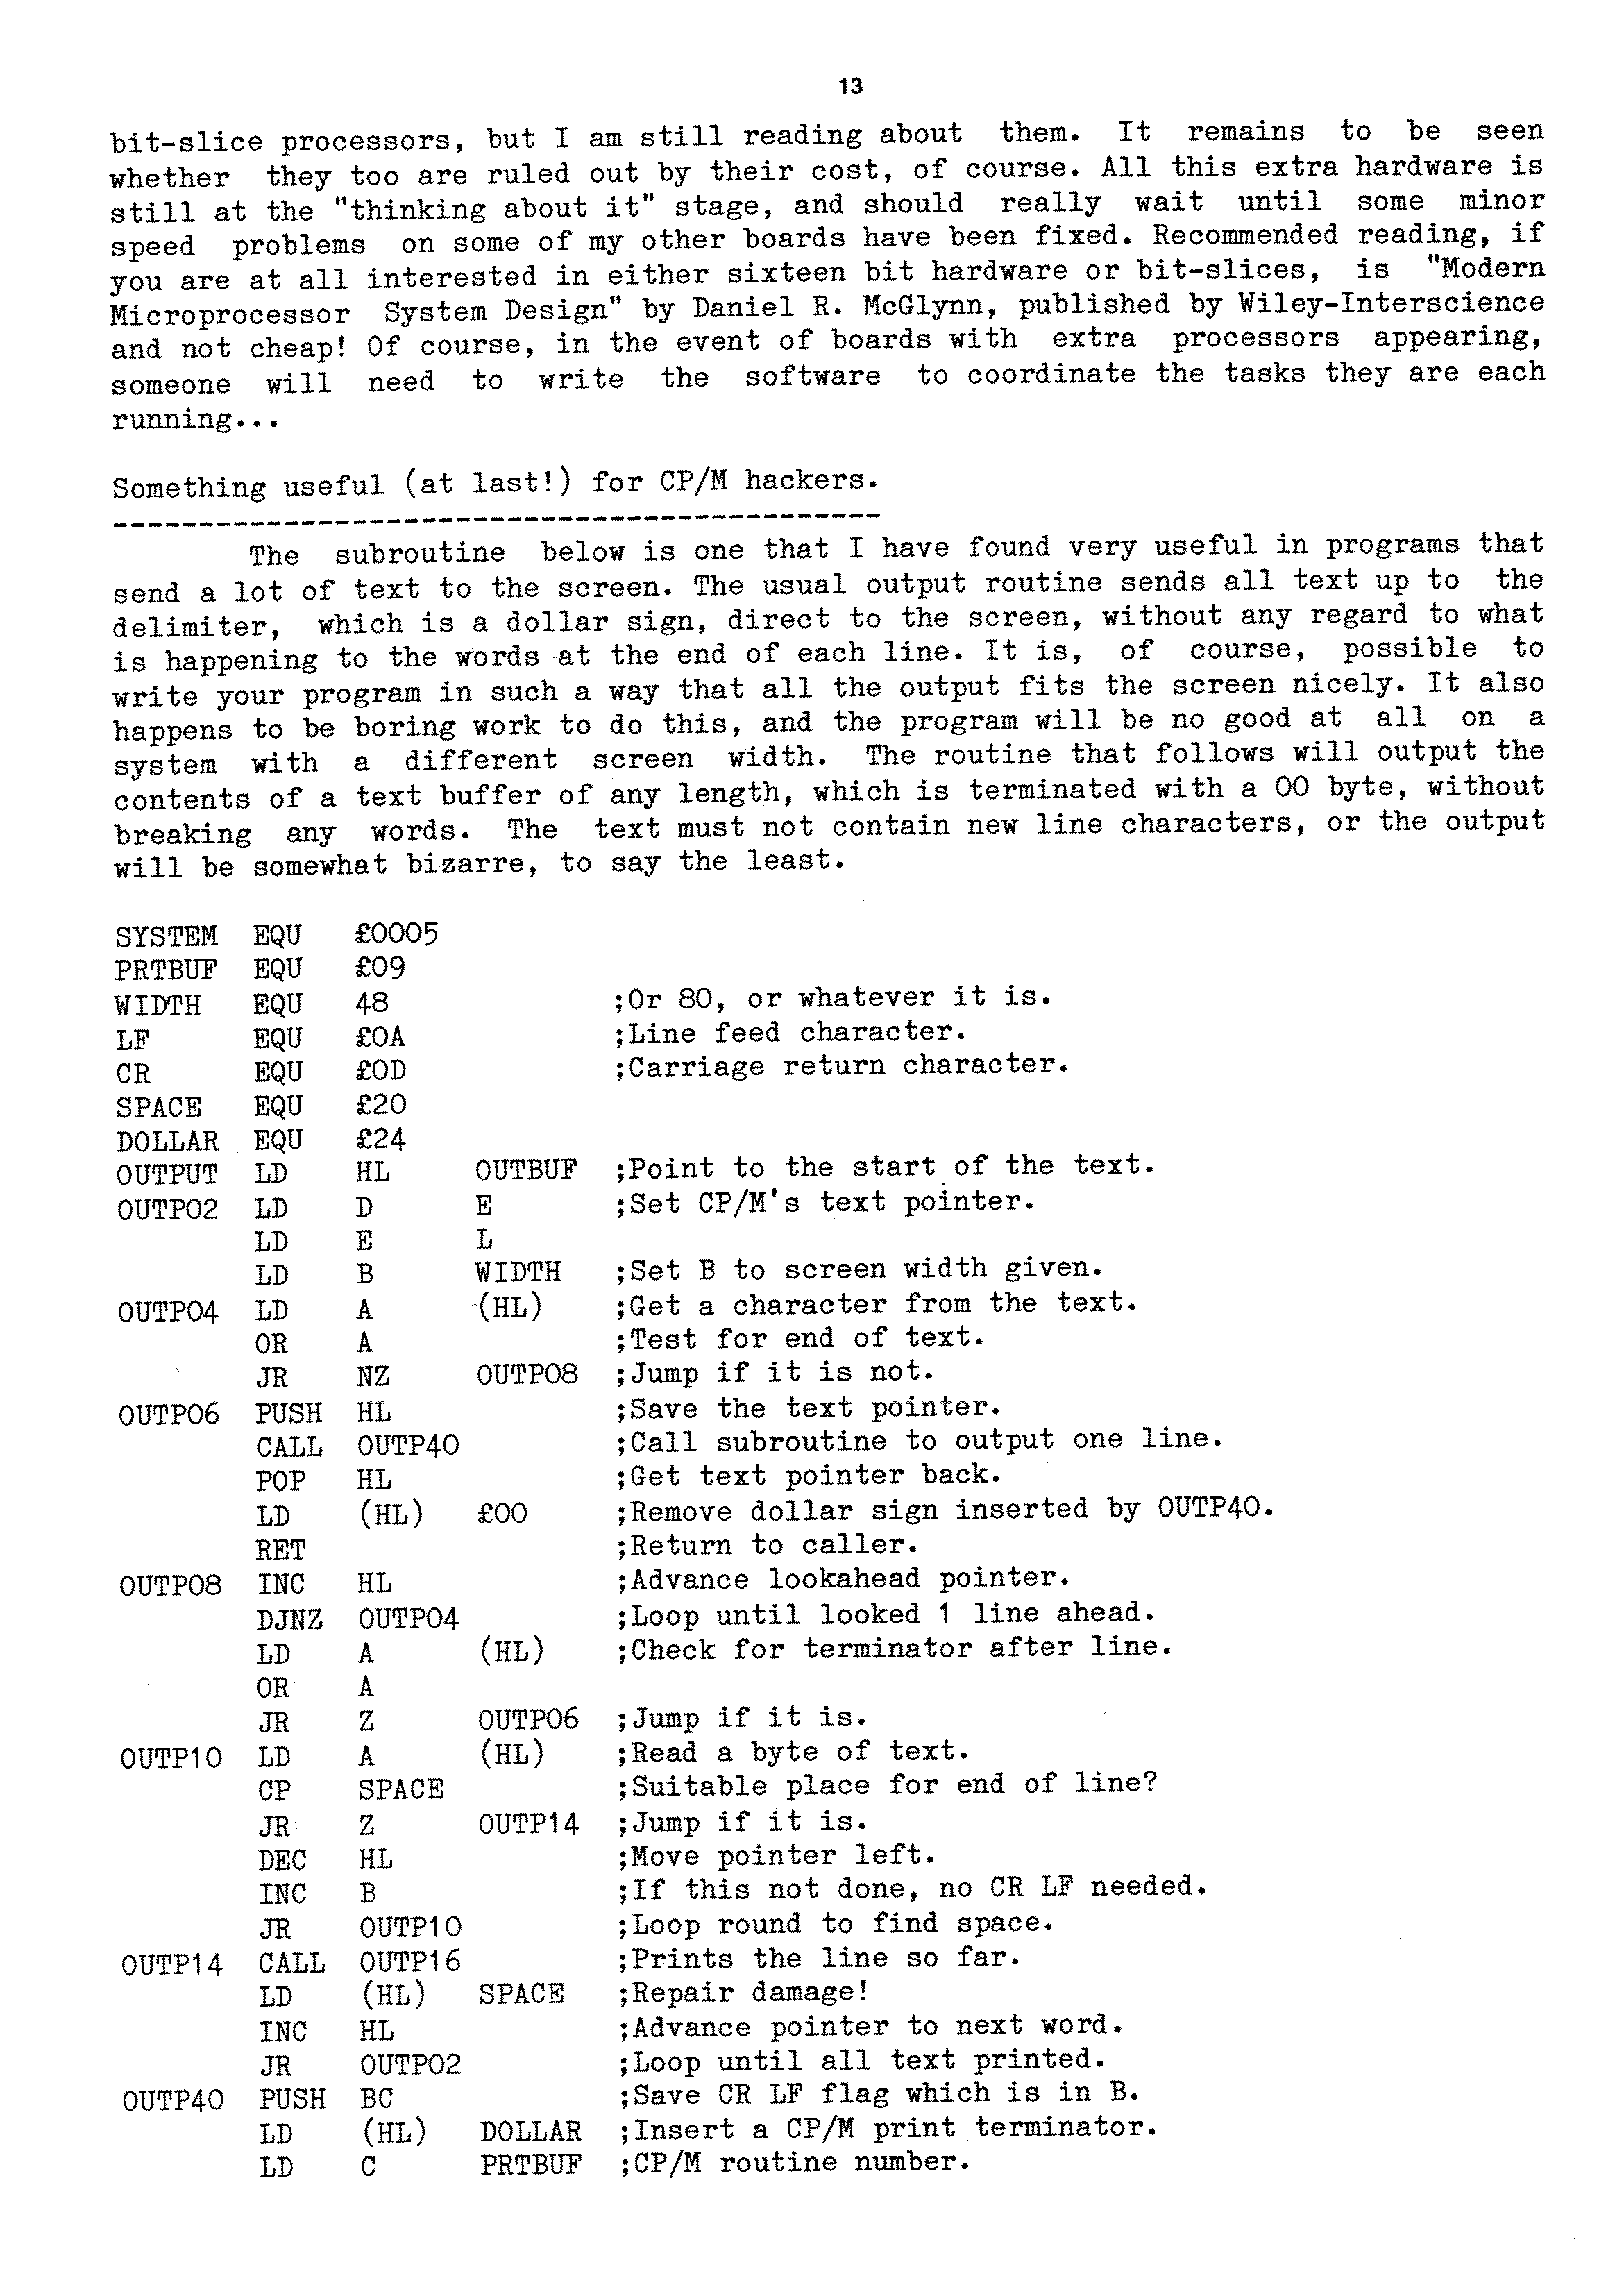 13
bit-slice processors, but I am still reading about them. It remains to be seen
whether they too are ruled out by their cost, of course. All this extra hardware is
still at the "thinking about it" stage, and should really wait until some minor
speed problems on some of my other boards have been fixed. Recommended reading, if
you are at all interested in either sixteen bit hardware or bit-slices, is "Modern
Microprocessor System Design" by Daniel R. McGlynn, published by Wiley-Interscience
and not cheap! Of course, in the event of boards with extra processors appearing,
someone will need to write the software to coordinate the tasks they are each
running...
Something useful (at last!) for CP/M hackers.
---------------------------------------------
The subroutine below is one that I have found very useful in programs that
send a lot of text to the screen. The usual output routine sends all text up to the
delimiter, which is a dollar sign, direct to the screen, without any regard to what
is happening to the words at the end of each line. It is, of course, possible to
write your program in such a way that all the output fits the screen nicely. It also
happens to be boring work to do this, and the program will be no good at all on a
system with a different screen width. The routine that follows will output the
contents of a text buffer of any length, which is terminated with a 00 byte, without
breaking any words. The text must not contain new line characters, or the output
will be somewhat bizarre, to say the least.
SYSTEM EQU £0005
PRTBUF EQU £09
WIDTH EQU 48 ;Or 80, or whatever it is.
LF EQU £0A ;Line feed character.
CR EQU £0D ;Carriage return character.
SPACE EQU £20
DOLLAR EQU £24
OUTPUT LD HL OUTBUF ;Point to the start of the text.
OUTP02 LD D E ;Set CP/M's text pointer.
LD E L
LD B WIDTH ;Set B to screen width given.
OUTP04 LD A (HL) ;Get a character from the text.
OR A ;Test for end of text.
JR NZ OUTP08 ;Jump if it is not.
OUTP06 PUSH HL ;Save the text pointer.
CALL OUTP40 ;Call subroutine to output one line.
POP HL ;Get text pointer back.
LD (HL) £00 ;Remove dollar sign inserted by OUTP40.
RET ;Return to caller.
OUTP08 INC HL ;Advance lookahead pointer.
DJNZ OUTP04 ;Loop until looked 1 line ahead.
LD A (HL) ;Check for terminator after line.
OR A
JR Z OUTP06 ;Jump if it is.
OUTP10 LD A (HL) ;Read a byte of text.
CP SPACE ;Suitable place for end of line?
JR Z OUTP14 ;Jump if it is.
DEC HL ;Move pointer left.
INC B ;If this not done, no CR LF needed.
JR OUTP10 ;Loop round to find space.
OUTP14 CALL OUTP16 ;Prints the line so far.
LD (HL) SPACE ;Repair damage!
INC HL ;Advance pointer to next word.
JR OUTP02 ;Loop until all text printed.
OUTP40 PUSH BC ;Save CR LF flag which is in B.
LD (HL) DOLLAR ;Insert a CP/M print terminator.
LD C PRTBUF ;CP/M routine number.